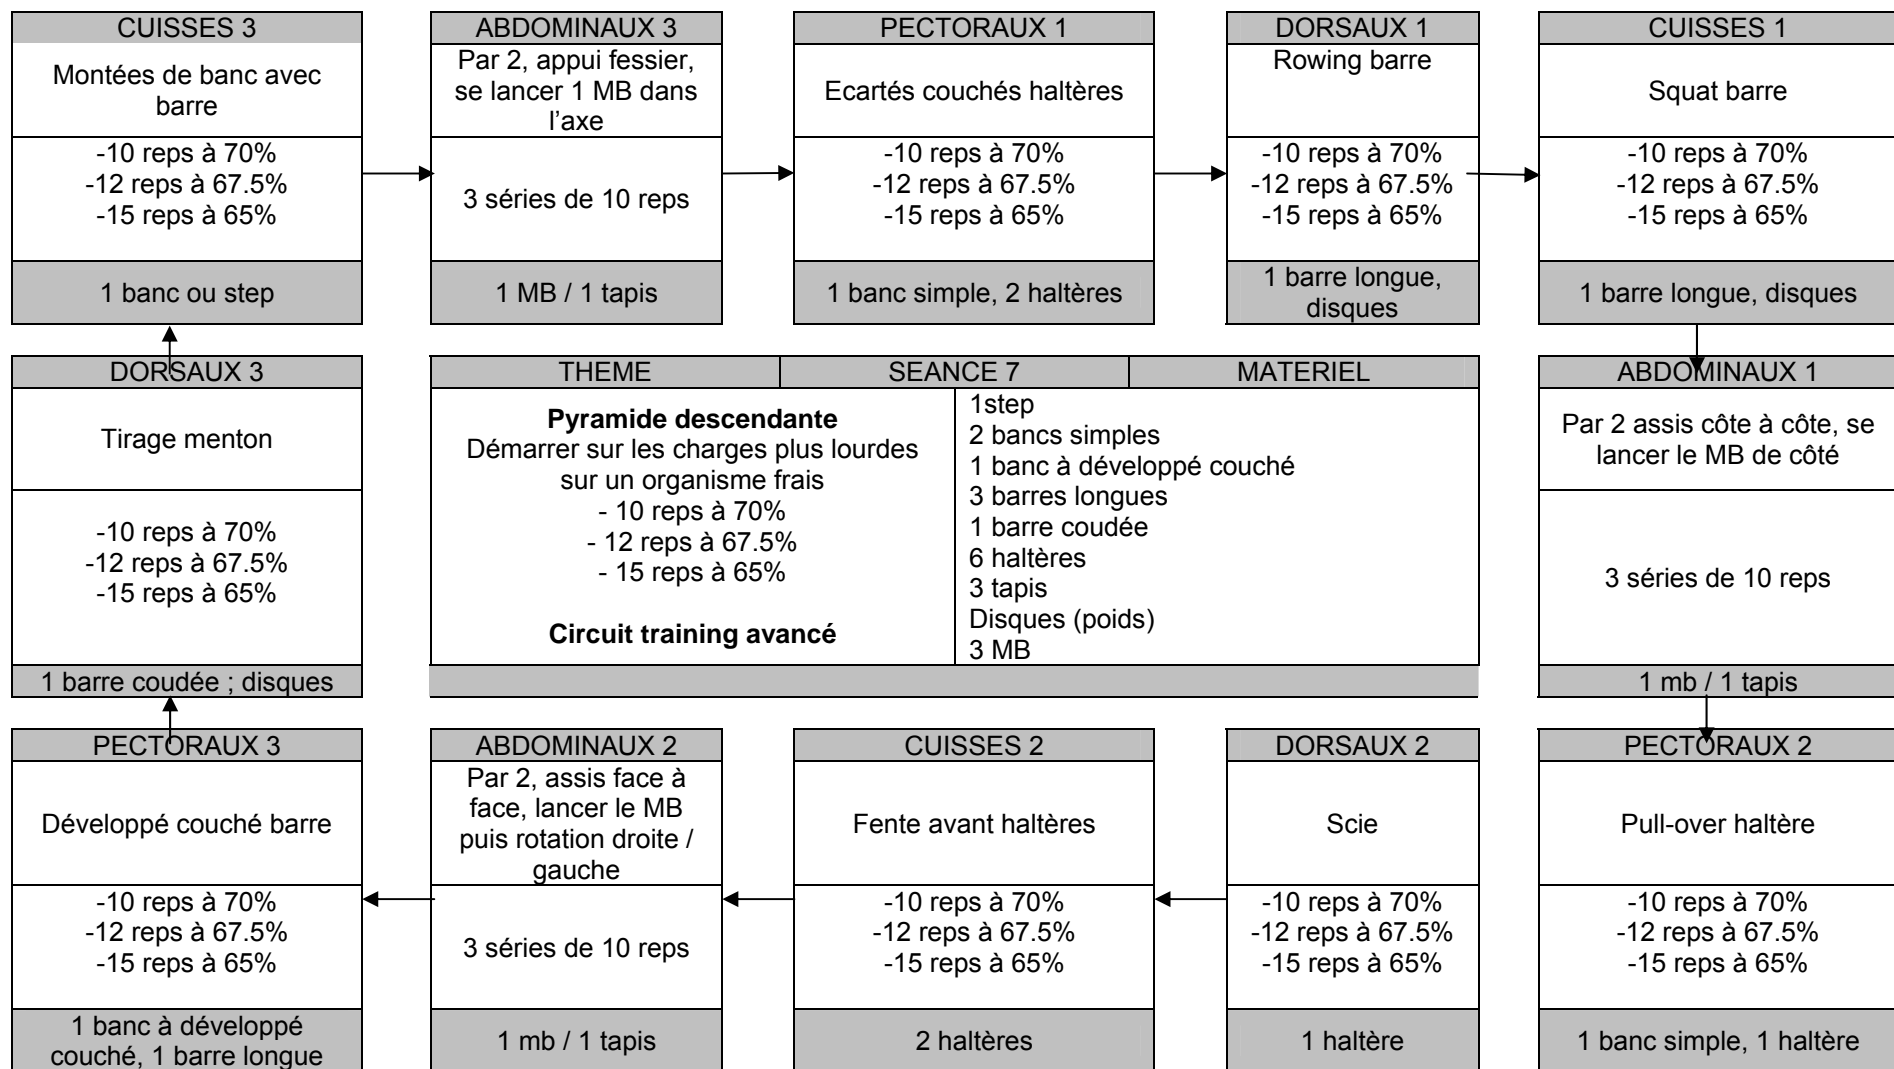 CUISSES 3
Montées de banc avec
barre
-10 reps à 70%
-12 reps à 67.5%
-15 reps à 65%
1 banc ou step
ABDOMINAUX 3
Par 2, appui fessier,
se lancer 1 MB dans
l'axe
3 séries de 10 reps
1 MB / 1 tapis
PECTORAUX 1
Ecartés couchés haltères
-10 reps à 70%
-12 reps à 67.5%
-15 reps à 65%
1 banc simple, 2 haltères
DORSAUX 1
Rowing barre
-10 reps à 70%
-12 reps à 67.5%
-15 reps à 65%
1 barre longue,
disques
CUISSES 1
Squat barre
-10 reps à 70%
-12 reps à 67.5%
-15 reps à 65%
1 barre longue, disques
DORSAUX 3
Tirage menton
-10 reps à 70%
-12 reps à 67.5%
-15 reps à 65%
1 barre coudée ; disques
THEME
SEANCE 7
MATERIEL
Pyramide descendante
Démarrer sur les charges plus lourdes
sur un organisme frais
- 10 reps à 70%
- 12 reps à 67.5%
- 15 reps à 65%
Circuit training avancé
1step
2 bancs simples
1 banc à développé couché
3 barres longues
1 barre coudée
6 haltères
3 tapis
Disques (poids)
3 MB
ABDOMINAUX 1
Par 2 assis côte à côte, se
lancer le MB de côté
3 séries de 10 reps
1 mb / 1 tapis
PECTORAUX 3
Développé couché barre
-10 reps à 70%
-12 reps à 67.5%
-15 reps à 65%
1 banc à développé
couché, 1 barre longue
ABDOMINAUX 2
Par 2, assis face à
face, lancer le MB
puis rotation droite /
gauche
3 séries de 10 reps
1 mb / 1 tapis
CUISSES 2
Fente avant haltères
-10 reps à 70%
-12 reps à 67.5%
-15 reps à 65%
2 haltères
DORSAUX 2
Scie
-10 reps à 70%
-12 reps à 67.5%
-15 reps à 65%
1 haltère
PECTORAUX 2
Pull-over haltère
-10 reps à 70%
-12 reps à 67.5%
-15 reps à 65%
1 banc simple, 1 haltère